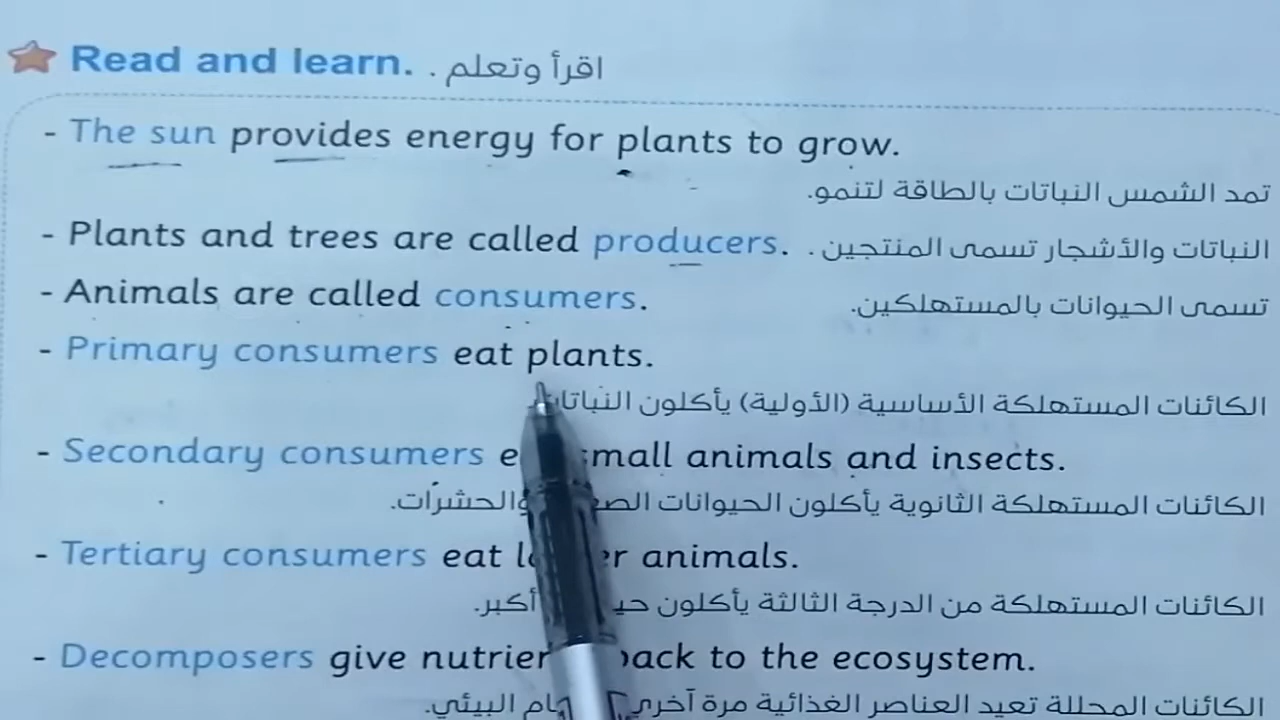 Read and learn. اقرأ وتعلم .
- The sun provides energy for plants to grow.
تمد الشمس النباتات بالطاقة لتنمو.
- Plants and trees are called producers. النباتات والأشجار تسمى المنتجين .
- Animals are called consumers. تسمى الحيوانات بالمستهلكين.
- Primary consumers eat plants.
الكائنات المستهلكة الأساسية (الأولية) يأكلون
- Secondary consumers animals and insects.
الكائنات المستهلكة الثانوية يأكلون الحيوانات والحشرات.
- Tertiary consumers eat animals.
الكائنات المستهلكة من الدرجة الثالثة يأكلون أكبر.
- Decomposers give back to the ecosystem.
الكائنات المحللة تعيد العناصر الغذائية مرة أخرى البيئي.